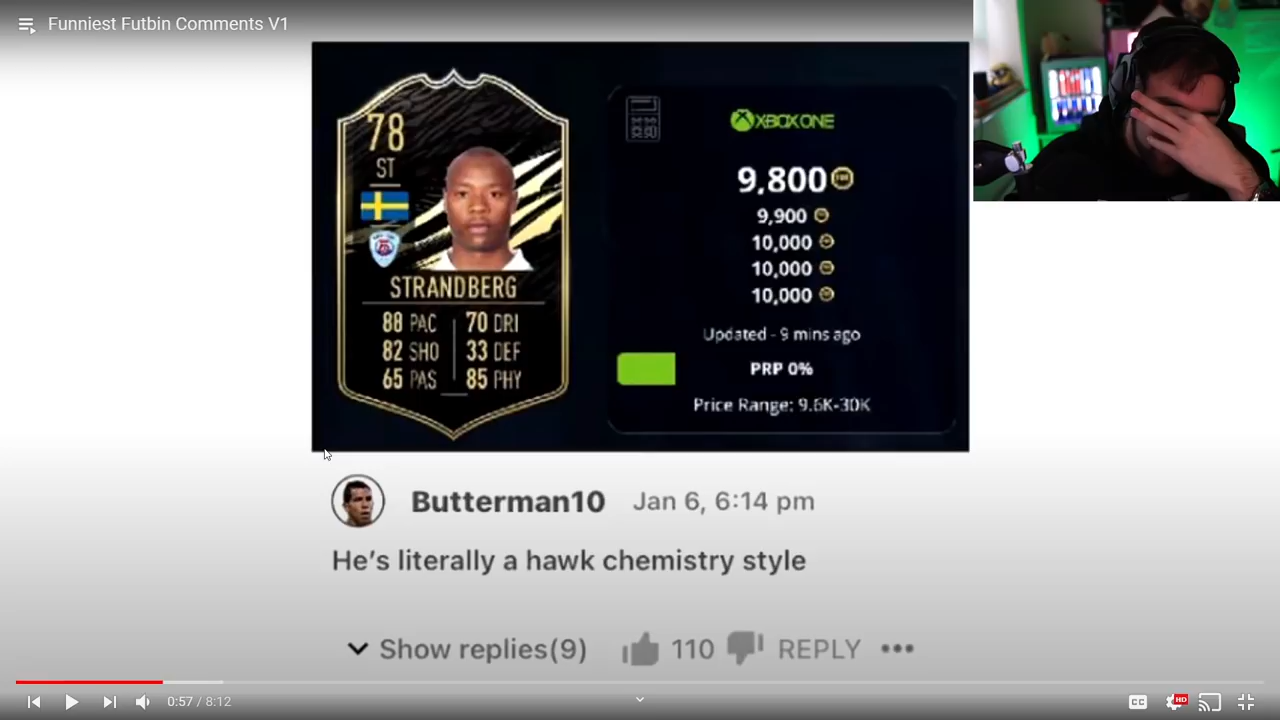 Funniest Futbin Comments V1
78
ST
STRANDBERG
88 PAC 70 DRI
82 SHO 33 DEF
65 PAS 85 PHY
XBOX ONE
9,800
9,900
10,000
10,000
10,000
Updated - 9 mins ago
PRP 0%
Price Range: 9.6K-30K
Butterman10 Jan 6, 6:14 pm
He's literally a hawk chemistry style
Show replies(9) 110 REPLY
0:57 / 8:12
CC HD